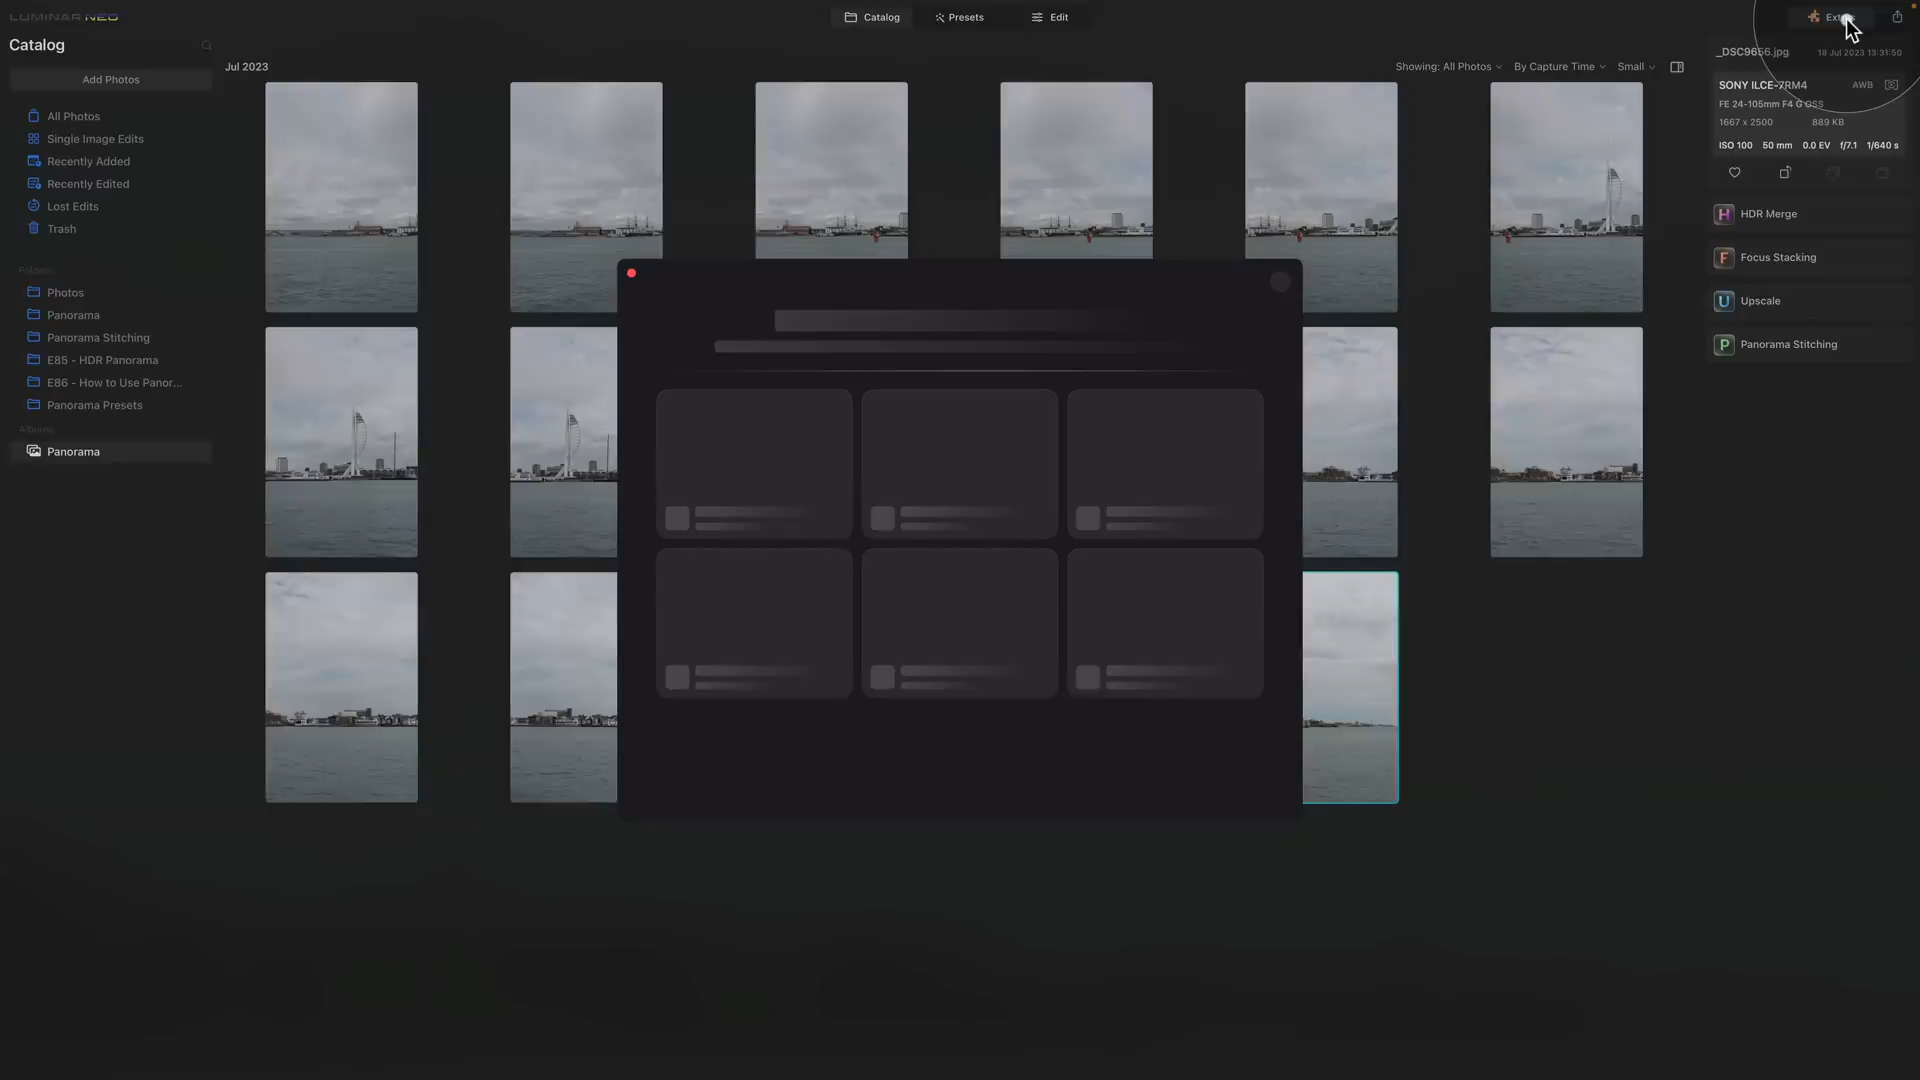 LUMINAR NEO
Catalog
Presets
Edit
Catalog
Add Photos
All Photos
Single Image Edits
Recently Added
Recently Edited
Lost Edits
Trash
Folders
Photos
Panorama
Panorama Stitching
E85 - HDR Panorama
E86 - How to Use Panor...
Panorama Presets
Albums
Panorama
Jul 2023
Showing: All Photos
By Capture Time
Small
_DSC9656.jpg
18 Jul 2023 13:31:50
SONY ILCE-7RM4
AWB
FE 24-105mm F4 G OSS
1667 x 2500
889 KB
ISO 100
50 mm
0.0 EV
f/7.1
1/640 s
H HDR Merge
F Focus Stacking
U Upscale
P Panorama Stitching